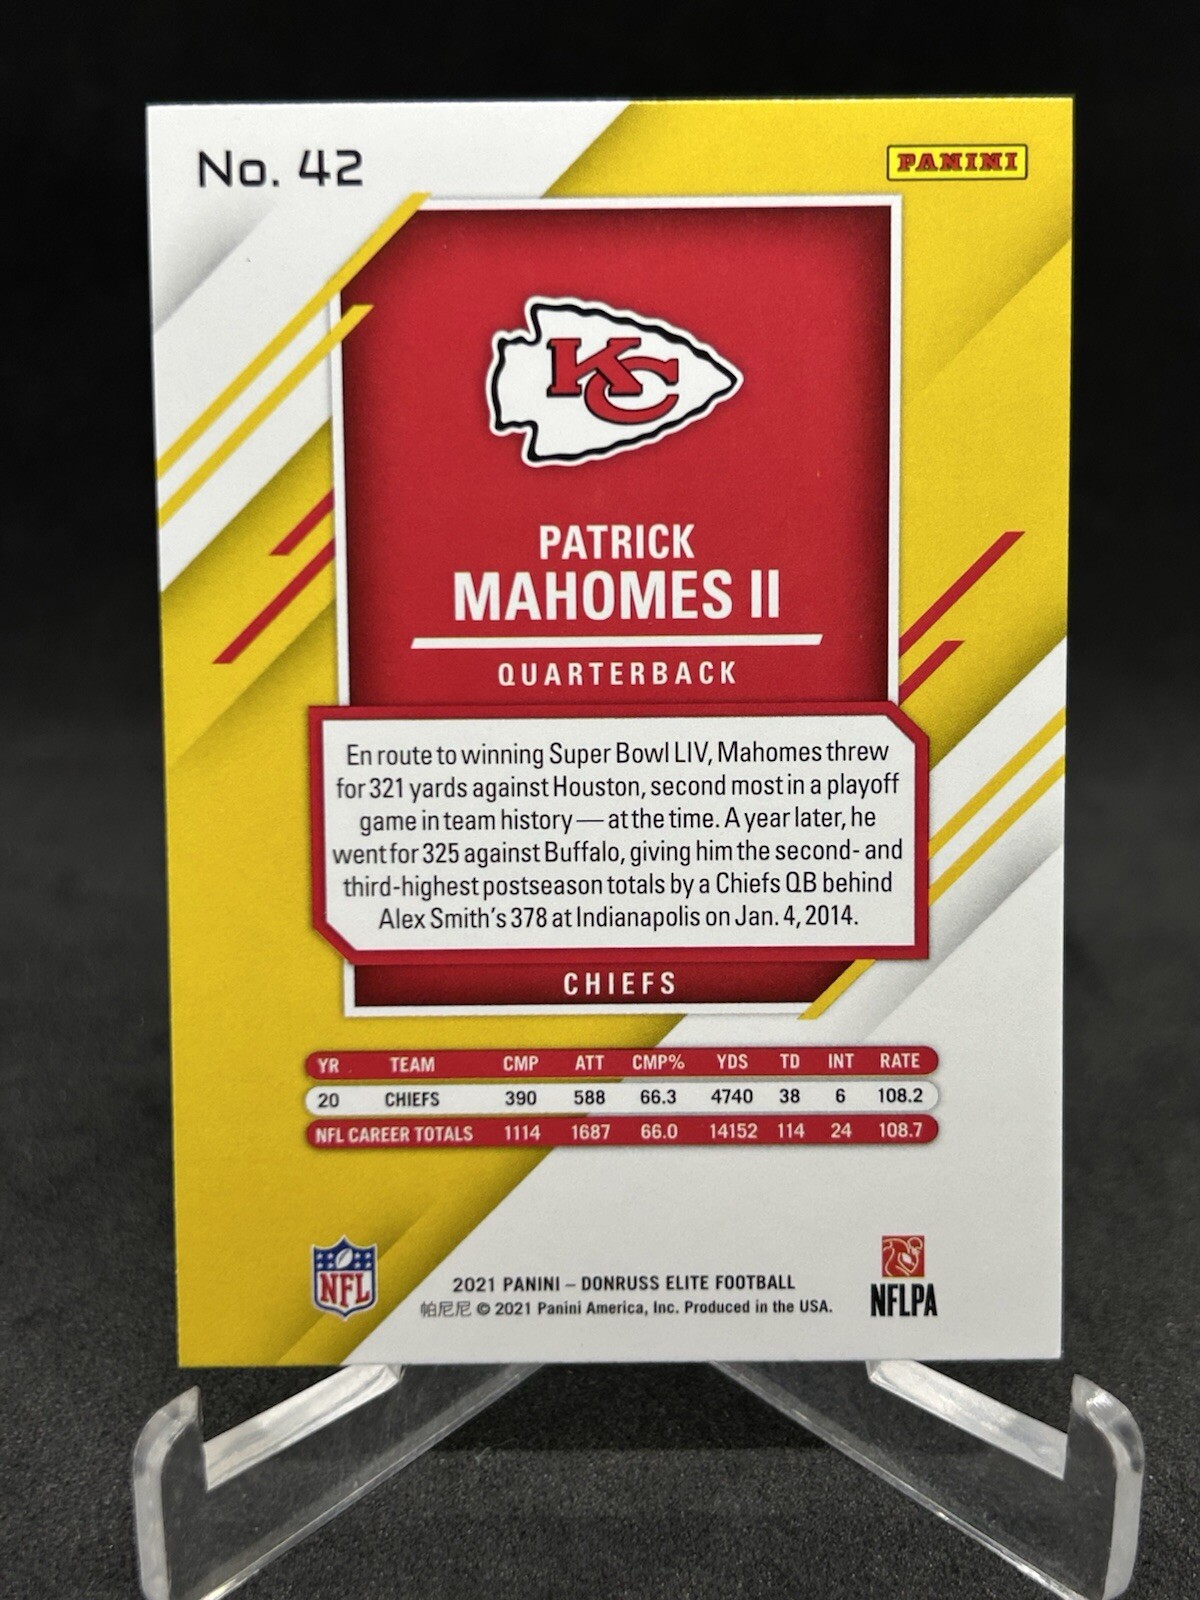 No. 42
PANINI
KC
PATRICK
MAHOMES II
QUARTERBACK
En route to winning Super Bowl LIV, Mahomes threw
for 321 yards against Houston, second most in a playoff
game in team history — at the time. A year later, he
went for 325 against Buffalo, giving him the second- and
third-highest postseason totals by a Chiefs QB behind
Alex Smith's 378 at Indianapolis on Jan. 4, 2014.
CHIEFS
YR TEAM CMP ATT CMP% YDS TD INT RATE
20 CHIEFS 390 588 66.3 4740 38 6 108.2
NFL CAREER TOTALS 1114 1687 66.0 14152 114 24 108.7
NFL
2021 PANINI – DONRUSS ELITE FOOTBALL
帕尼尼 © 2021 Panini America, Inc. Produced in the USA.
NFLPA